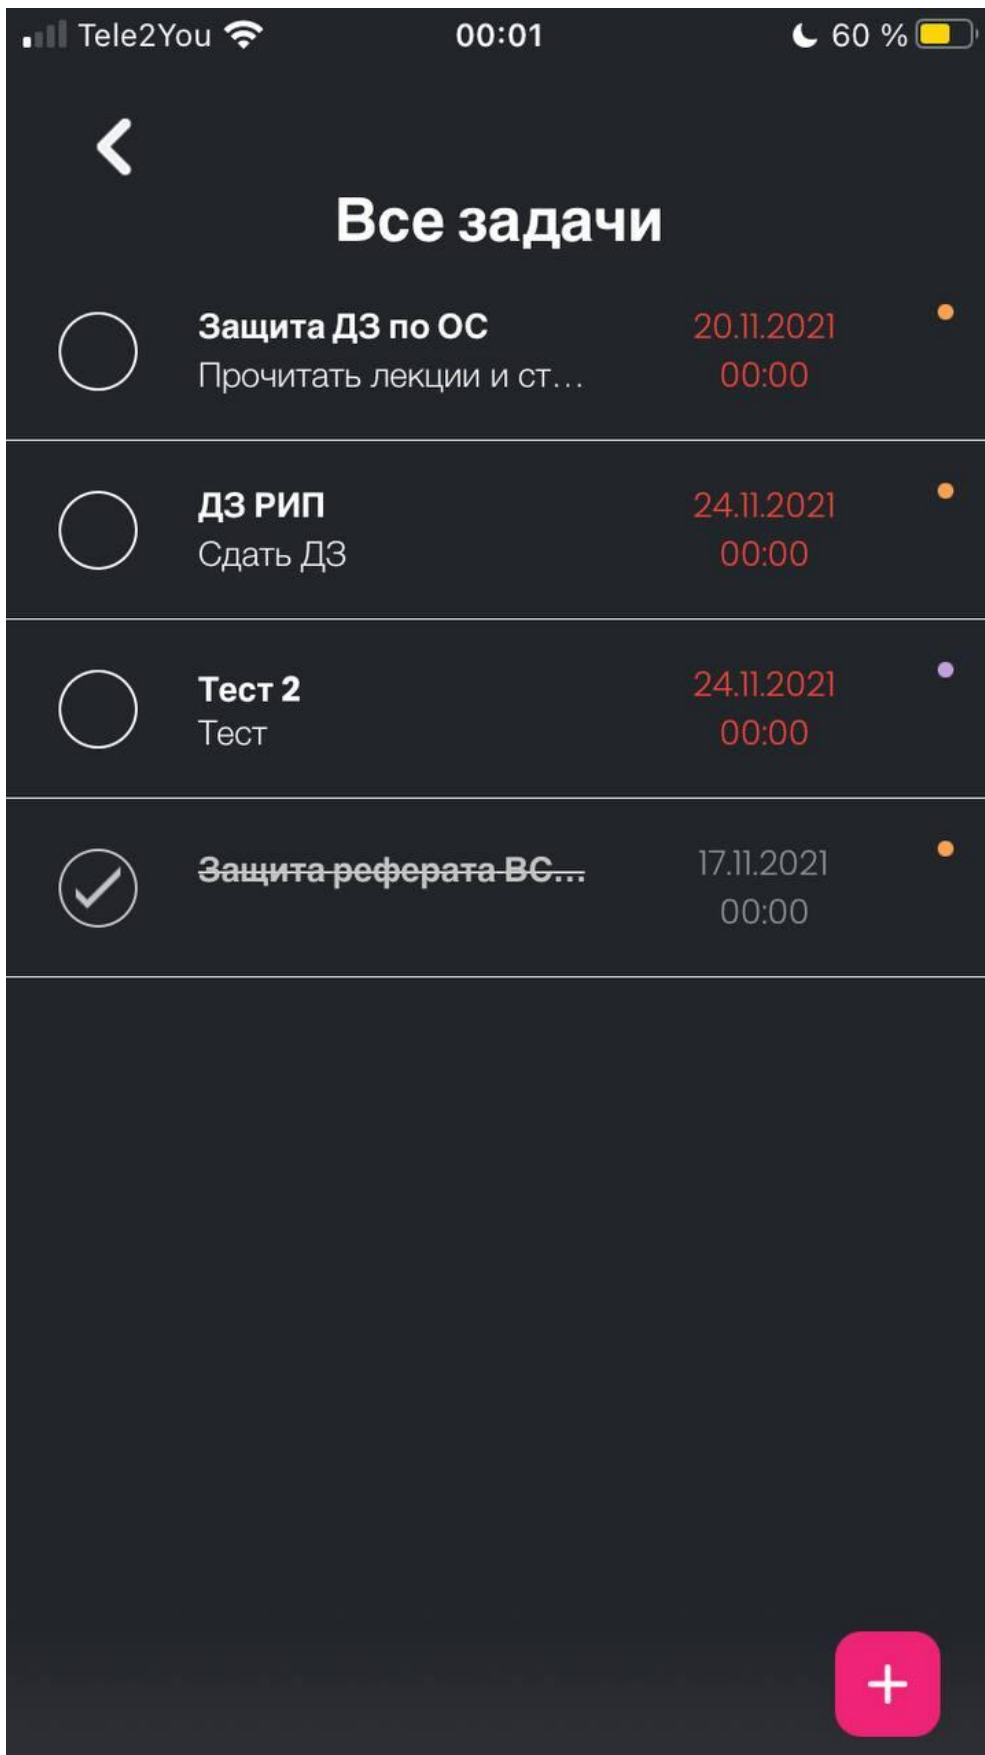 Tele2You 00:01 60 %
Все задачи
Защита ДЗ по ОС 20.11.2021
Прочитать лекции и ст... 00:00
ДЗ РИП 24.11.2021
Сдать ДЗ 00:00
Тест 2 24.11.2021
Тест 00:00
Защита реферата ВС... 17.11.2021
00:00
+